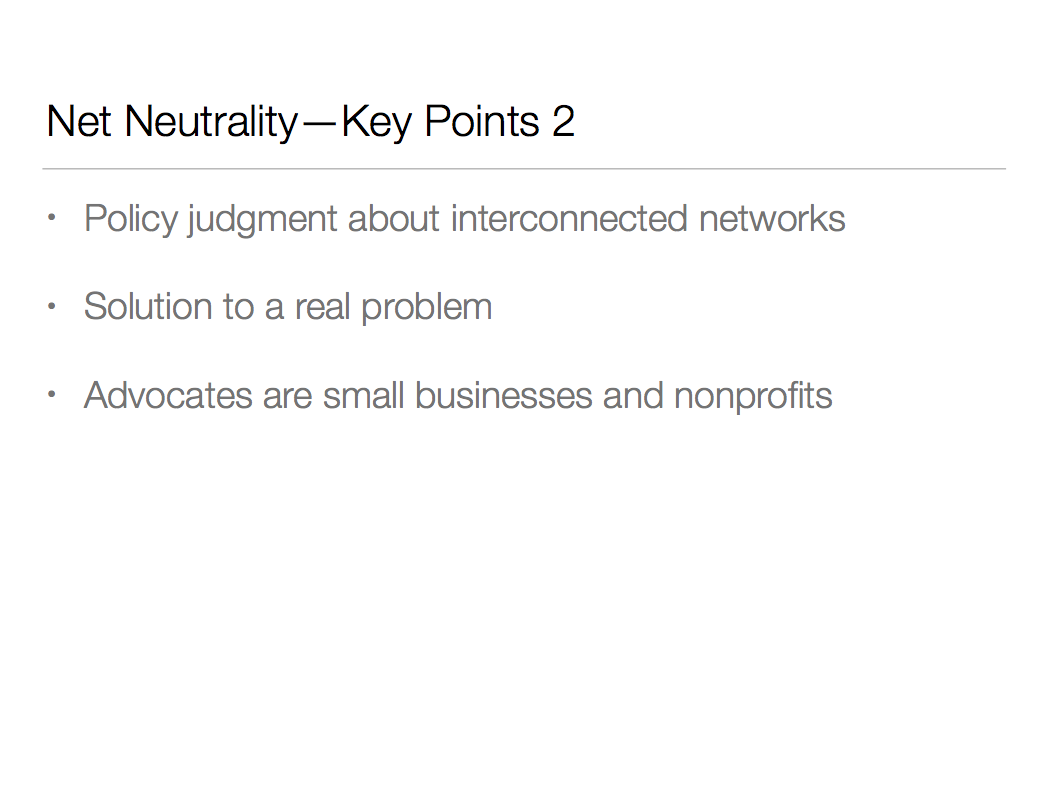 Net Neutrality—Key Points 2
• Policy judgment about interconnected networks
• Solution to a real problem
• Advocates are small businesses and nonprofits